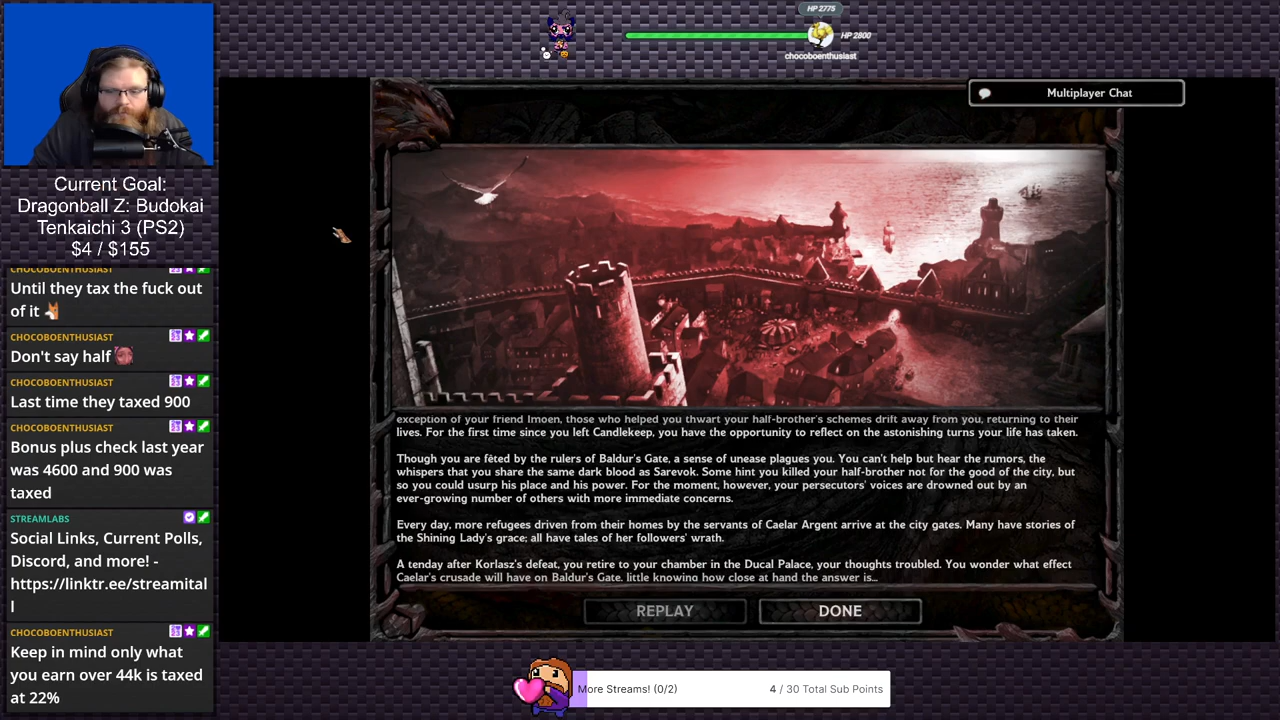 HP 2775
HP 2800
chocoboenthusiast
Multiplayer Chat
Current Goal:
Dragonball Z: Budokai
Tenkaichi 3 (PS2)
$4 / $155
CHOCOBOENTHUSIAST
Until they tax the fuck out
of it
CHOCOBOENTHUSIAST
Don't say half
CHOCOBOENTHUSIAST
Last time they taxed 900
CHOCOBOENTHUSIAST
Bonus plus check last year
was 4600 and 900 was
taxed
STREAMLABS
Social Links, Current Polls,
Discord, and more! -
https://linktr.ee/streamital
l
CHOCOBOENTHUSIAST
Keep in mind only what
you earn over 44k is taxed
at 22%
exception of your friend Imoen, those who helped you thwart your half-brother's schemes drift away from you, returning to their
lives. For the first time since you left Candlekeep, you have the opportunity to reflect on the astonishing turns your life has taken.
Though you are fêted by the rulers of Baldur's Gate, a sense of unease plagues you. You can't help but hear the rumors, the
whispers that you share the same dark blood as Sarevok. Some hint you killed your half-brother not for the good of the city, but
so you could usurp his place and his power. For the moment, however, your persecutors' voices are drowned out by an
ever-growing number of others with more immediate concerns.
Every day, more refugees driven from their homes by the servants of Caelar Argent arrive at the city gates. Many have stories of
the Shining Lady's grace; all have tales of her followers' wrath.
A tenday after Korlasz's defeat, you retire to your chamber in the Ducal Palace, your thoughts troubled. You wonder what effect
Caelar's crusade will have on Baldur's Gate, little knowing how close at hand the answer is...
REPLAY
DONE
More Streams! (0/2)
4 / 30 Total Sub Points